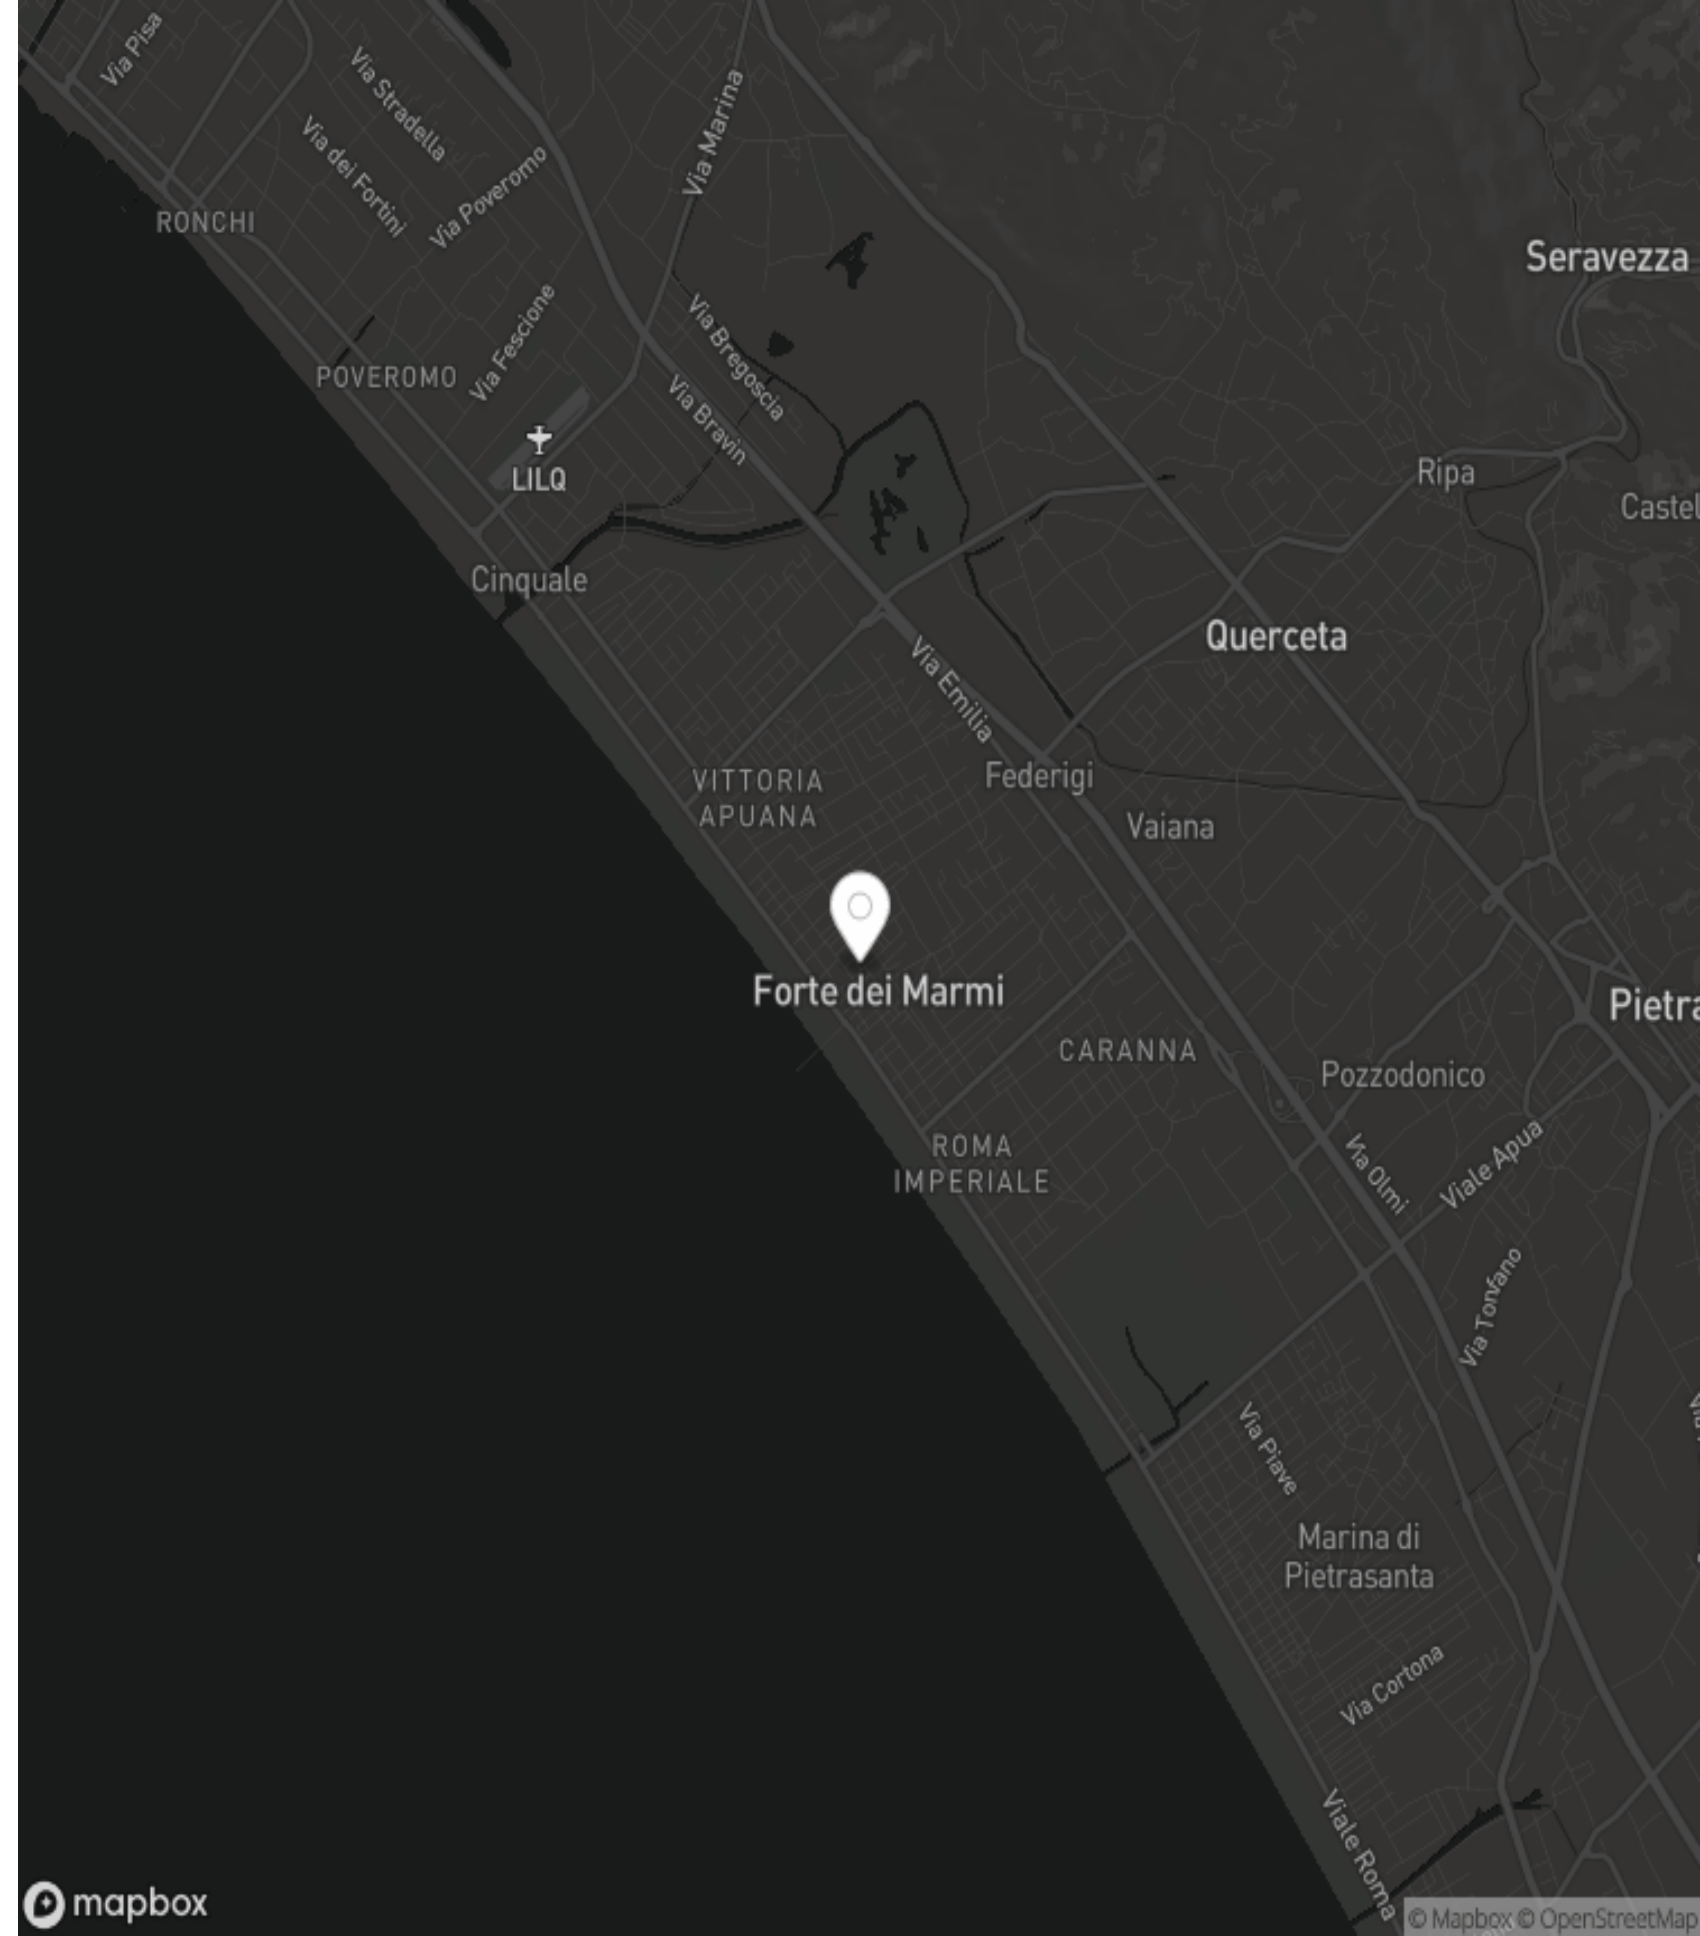 Via Pisa
Via Stradella
Via Marina
Via dei Fortini
Via Poveromo
RONCHI
Seravezza
Via Fescione
Via Bregoscia
POVEROMO
Via Bravin
LILQ
Ripa
Castel
Cinquale
Querceta
Via Emilia
VITTORIA
APUANA
Federigi
Vaiana
Forte dei Marmi
Pietra
CARANNA
Pozzodonico
ROMA
IMPERIALE
Via Olmi
Viale Apua
Via Tonfano
Via Piave
Marina di
Pietrasanta
Via Cortona
Viale Roma
mapbox
© Mapbox © OpenStreetMap